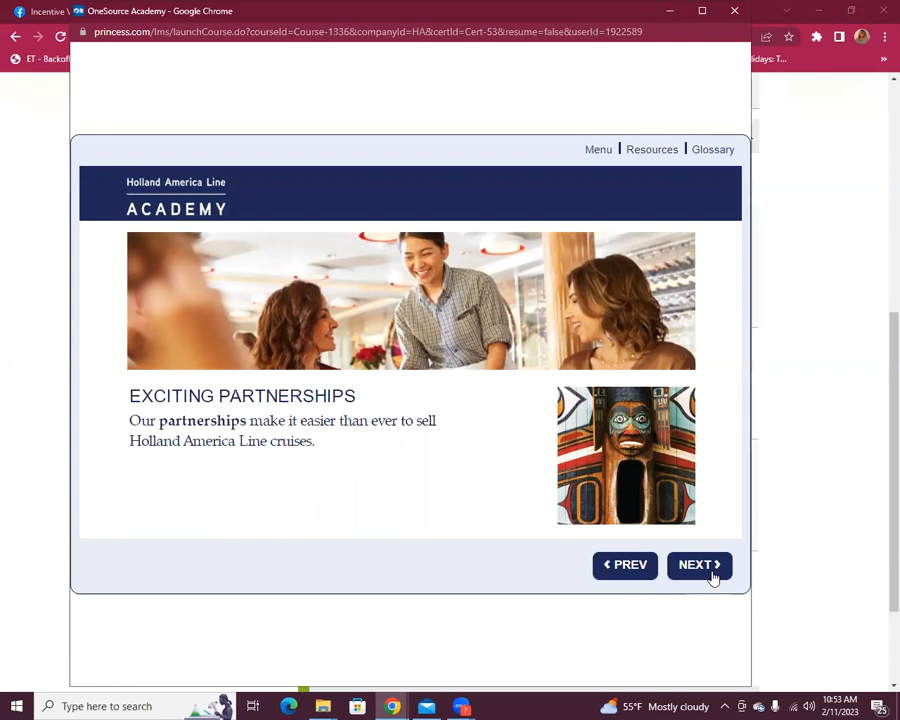 Incentive V
OneSource Academy - Google Chrome
princess.com/lms/launchCourse.do?courseId=Course-1336&companyId=HA&certId=Cert-53&resume=false&userId=1922589
ET - Backof
lidays: T...
»
Menu | Resources | Glossary
Holland America Line
ACADEMY
EXCITING PARTNERSHIPS
Our partnerships make it easier than ever to sell
Holland America Line cruises.
‹ PREV
NEXT ›
Type here to search
7
55°F Mostly cloudy
10:53 AM
2/11/2023
25